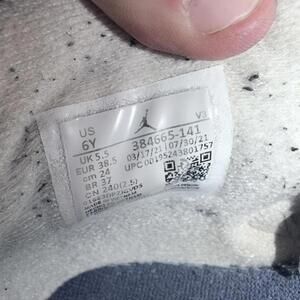 US
6Y
V3
384665-141
UK 5.5
03/17/21 07/30/21
EUR 38.5
UPC 00195243801757
cm 24
BR 37
CN 240(2.5)